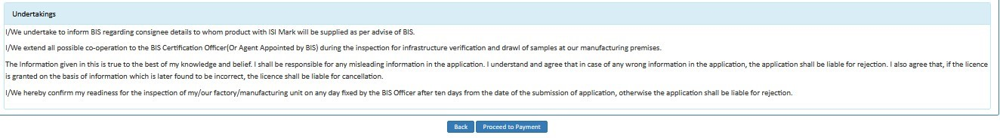 Undertakings
I/We undertake to inform BIS regarding consignee details to whom product with ISI Mark will be supplied as per advise of BIS.
I/We extend all possible co-operation to the BIS Certification Officer(Or Agent Appointed by BIS) during the inspection for infrastructure verification and drawl of samples at our manufacturing premises.
The Information given in this is true to the best of my knowledge and belief. I shall be responsible for any misleading information in the application. I understand and agree that in case of any wrong information in the application, the application shall be liable for rejection. I also agree that, if the licence
is granted on the basis of information which is later found to be incorrect, the licence shall be liable for cancellation.
I/We hereby confirm my readiness for the inspection of my/our factory/manufacturing unit on any day fixed by the BIS Officer after ten days from the date of the submission of application, otherwise the application shall be liable for rejection.
Back Proceed to Payment